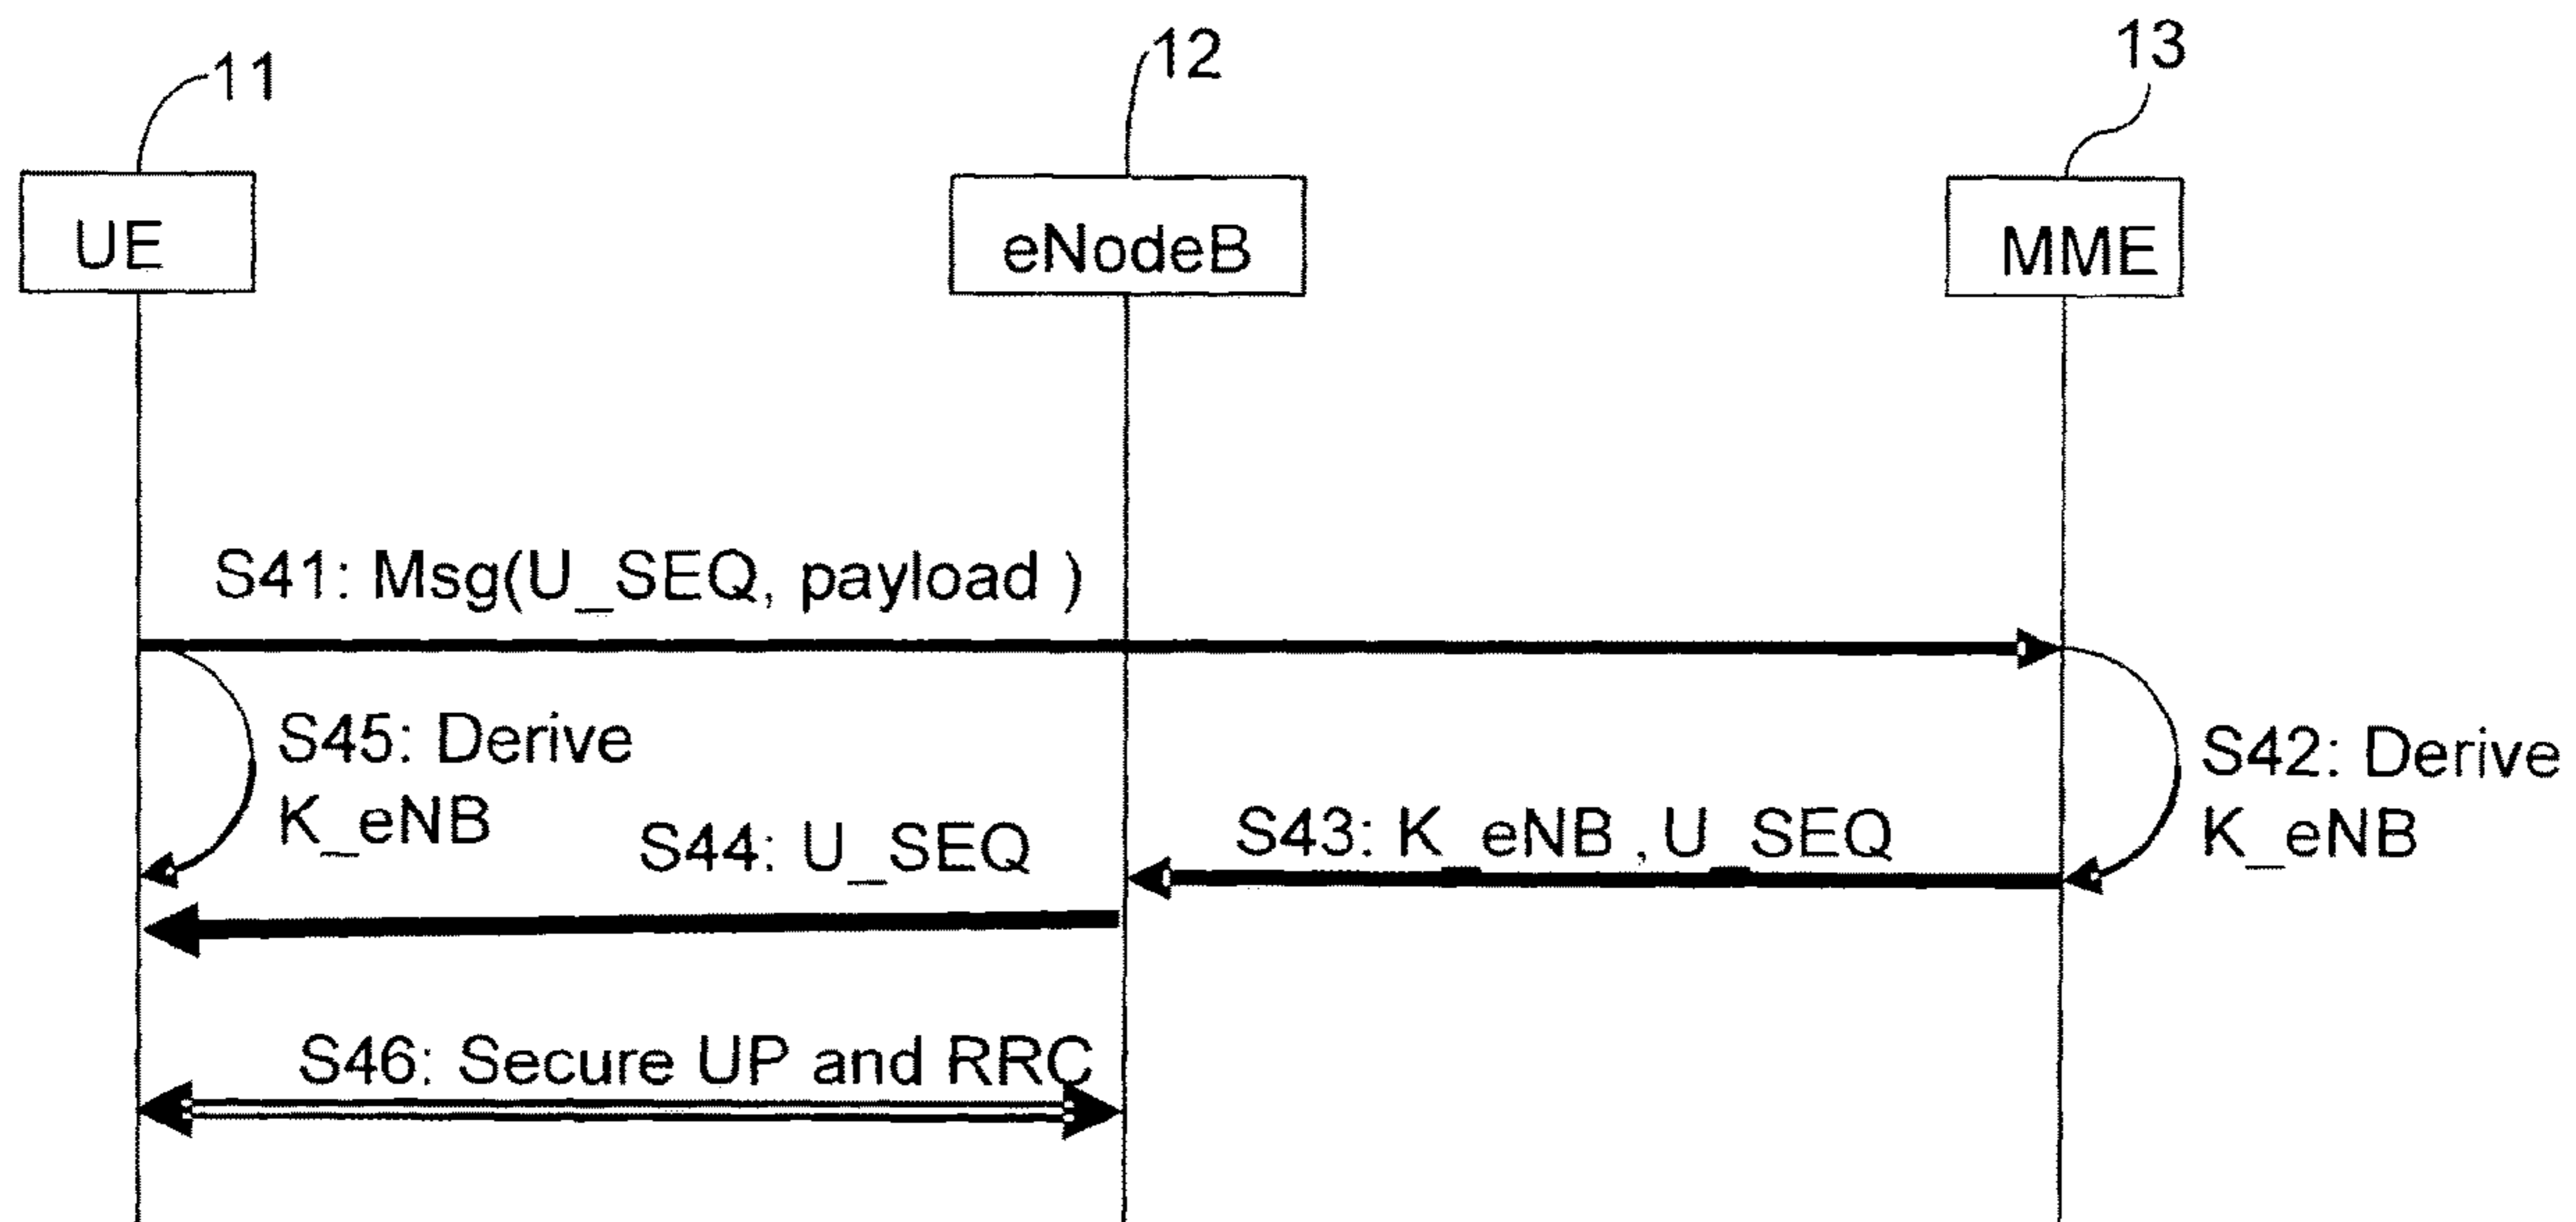 11
12
13
UE
eNodeB
MME
S41: Msg(U_SEQ, payload )
S45: Derive
K_eNB
S42: Derive
K_eNB
S43: K_eNB ,U_SEQ
S44: U_SEQ
S46: Secure UP and RRC